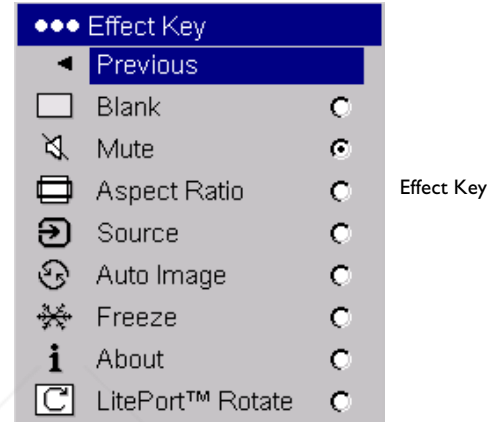 Effect Key
Previous
Blank
Mute
Aspect Ratio
Effect Key
Source
Auto Image
Freeze
About
LitePort™ Rotate